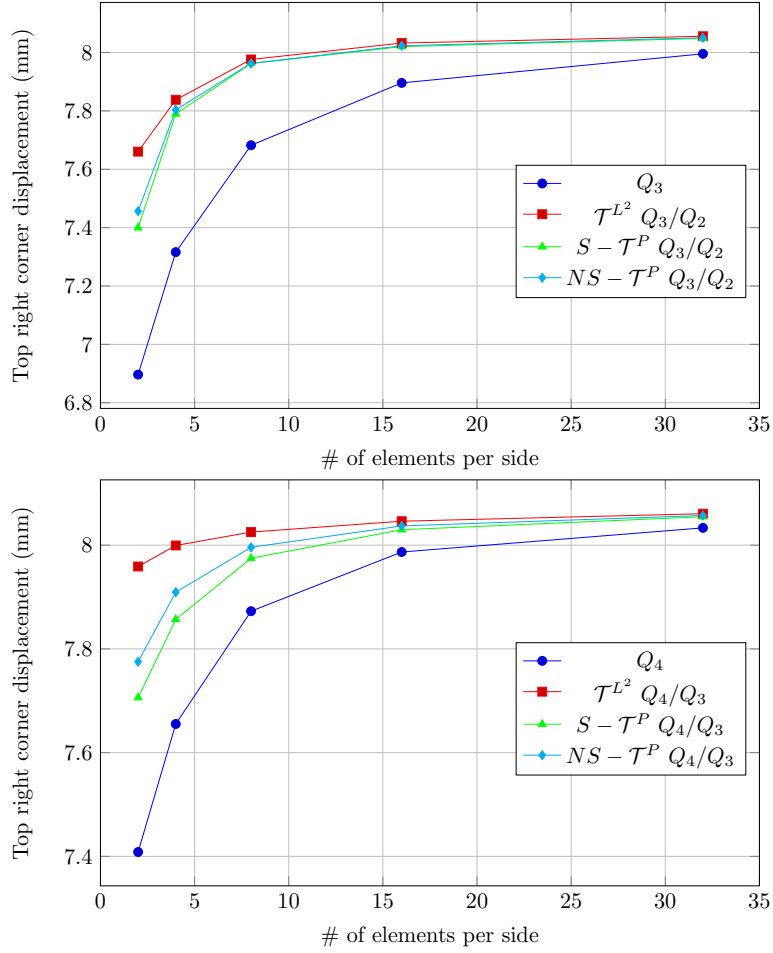 8
7.8
7.6
7.4
7.2
7
6.8
0 5 10 15 20 25 30 35
# of elements per side
Top right corner displacement (mm)
Q₃
𝒯^{L²} Q₃/Q₂
S − 𝒯^P Q₃/Q₂
NS − 𝒯^P Q₃/Q₂
8
7.8
7.6
7.4
0 5 10 15 20 25 30 35
# of elements per side
Top right corner displacement (mm)
Q₄
𝒯^{L²} Q₄/Q₃
S − 𝒯^P Q₄/Q₃
NS − 𝒯^P Q₄/Q₃